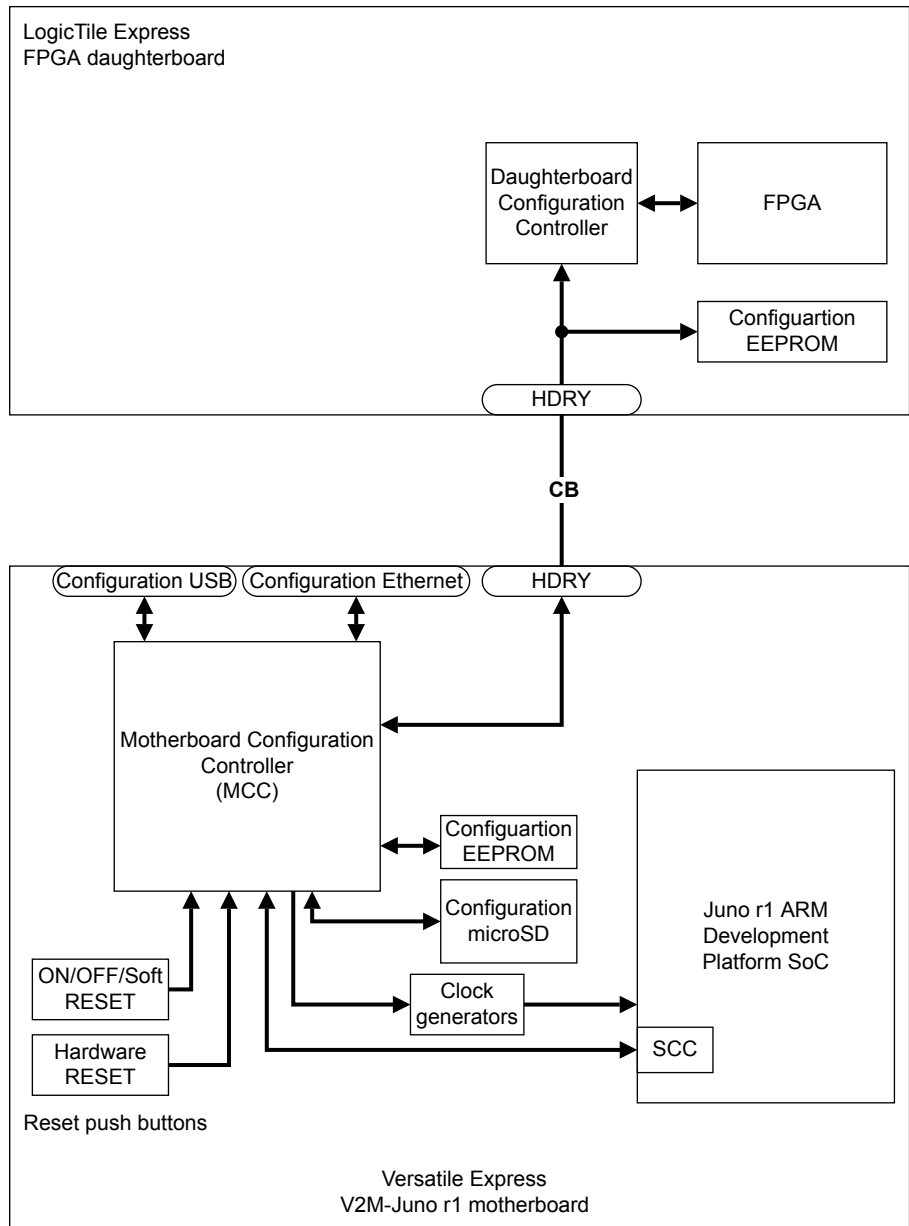 LogicTile Express
FPGA daughterboard
Daughterboard
Configuration
Controller
FPGA
Configuartion
EEPROM
HDRY
CB
Configuration USB
Configuration Ethernet
HDRY
Motherboard Configuration
Controller
(MCC)
Configuartion
EEPROM
Configuration
microSD
Juno r1 ARM
Development
Platform SoC
ON/OFF/Soft
RESET
Clock
generators
Hardware
RESET
SCC
Reset push buttons
Versatile Express
V2M-Juno r1 motherboard